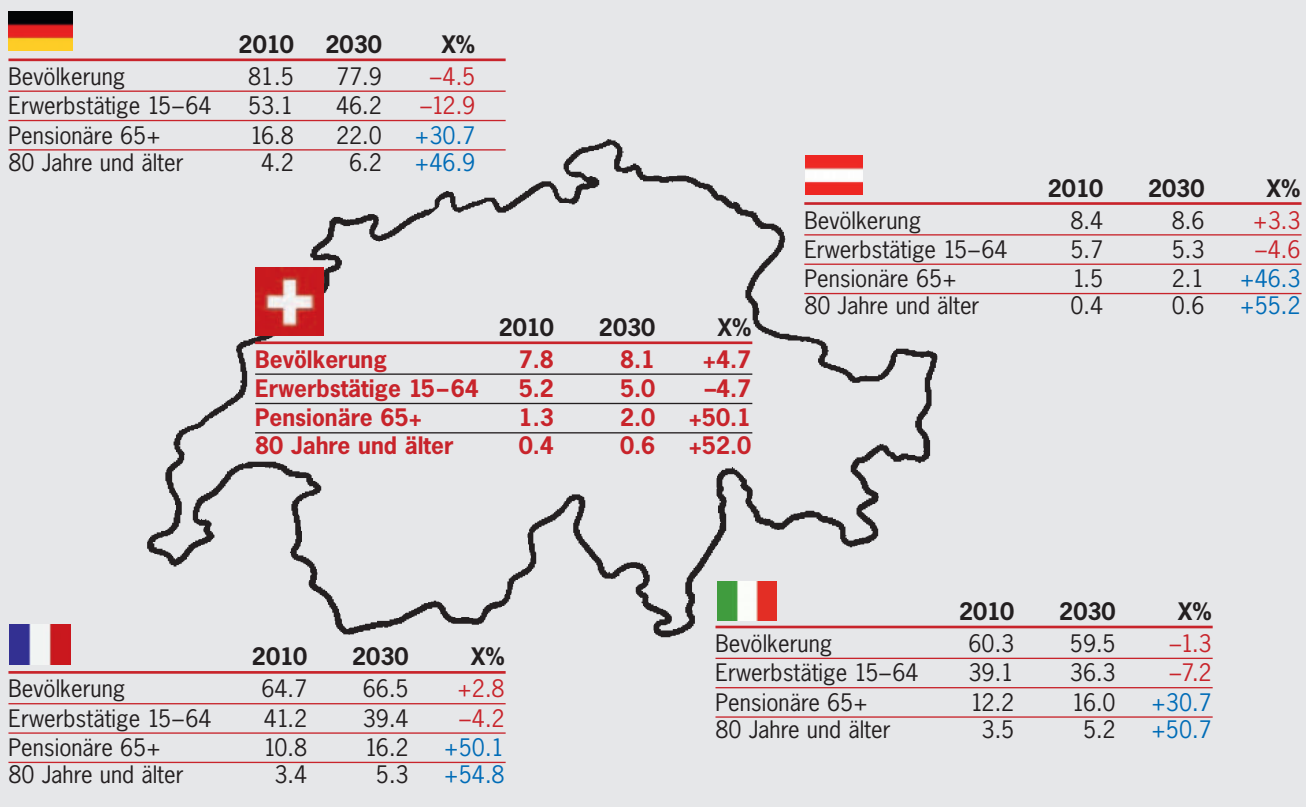 2010 2030 X%
Bevölkerung 81.5 77.9 –4.5
Erwerbstätige 15–64 53.1 46.2 –12.9
Pensionäre 65+ 16.8 22.0 +30.7
80 Jahre und älter 4.2 6.2 +46.9
2010 2030 X%
Bevölkerung 8.4 8.6 +3.3
Erwerbstätige 15–64 5.7 5.3 –4.6
Pensionäre 65+ 1.5 2.1 +46.3
80 Jahre und älter 0.4 0.6 +55.2
2010 2030 X%
Bevölkerung 7.8 8.1 +4.7
Erwerbstätige 15–64 5.2 5.0 –4.7
Pensionäre 65+ 1.3 2.0 +50.1
80 Jahre und älter 0.4 0.6 +52.0
2010 2030 X%
Bevölkerung 64.7 66.5 +2.8
Erwerbstätige 15–64 41.2 39.4 –4.2
Pensionäre 65+ 10.8 16.2 +50.1
80 Jahre und älter 3.4 5.3 +54.8
2010 2030 X%
Bevölkerung 60.3 59.5 –1.3
Erwerbstätige 15–64 39.1 36.3 –7.2
Pensionäre 65+ 12.2 16.0 +30.7
80 Jahre und älter 3.5 5.2 +50.7